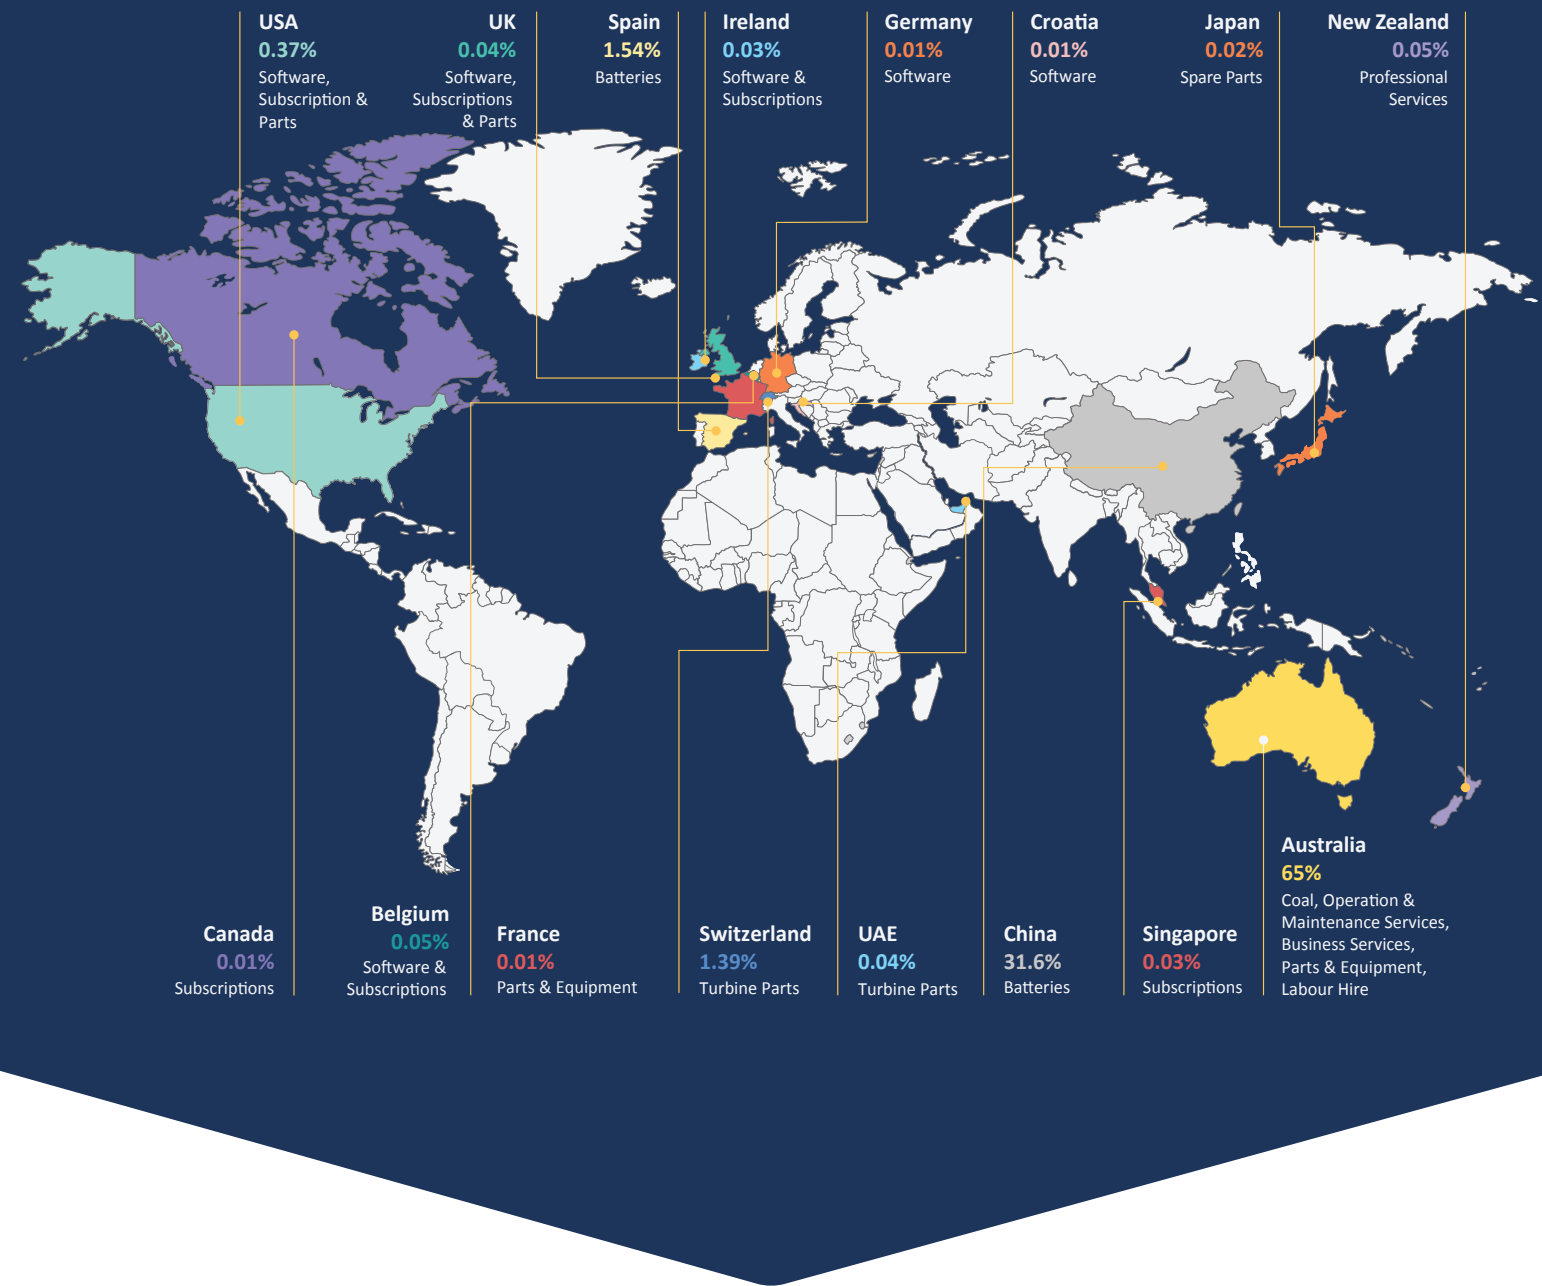 USA
0.37%
Software,
Subscription &
Parts
UK
0.04%
Software,
Subscriptions
& Parts
Spain
1.54%
Batteries
Ireland
0.03%
Software &
Subscriptions
Germany
0.01%
Software
Croatia
0.01%
Software
Japan
0.02%
Spare Parts
New Zealand
0.05%
Professional
Services
Canada
0.01%
Subscriptions
Belgium
0.05%
Software &
Subscriptions
France
0.01%
Parts & Equipment
Switzerland
1.39%
Turbine Parts
UAE
0.04%
Turbine Parts
China
31.6%
Batteries
Singapore
0.03%
Subscriptions
Australia
65%
Coal, Operation &
Maintenance Services,
Business Services,
Parts & Equipment,
Labour Hire